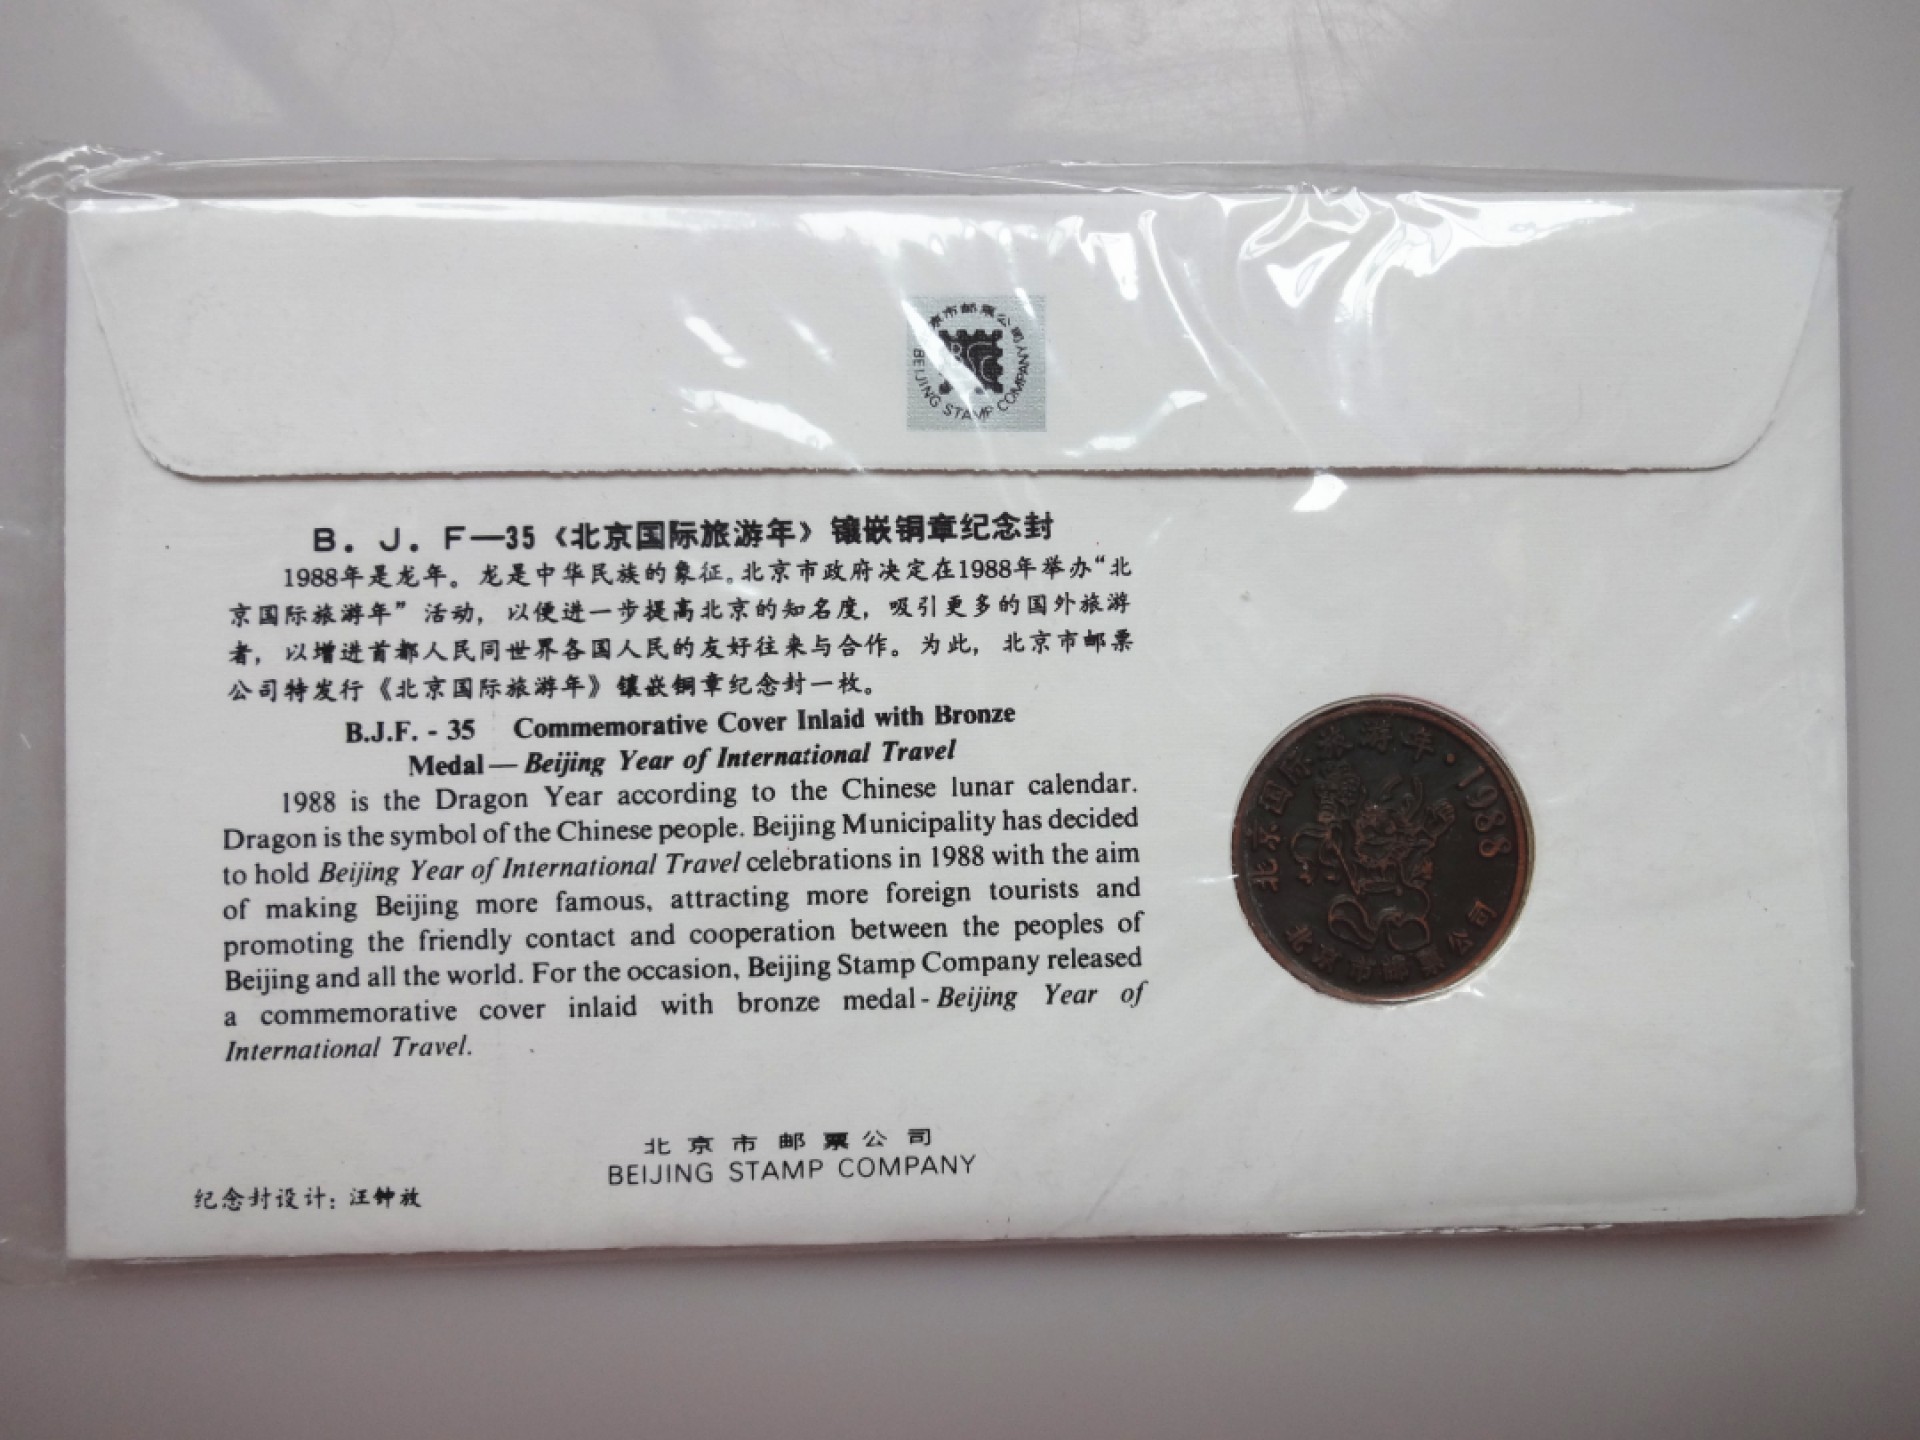 京市邮票公司
BEIJING STAMP COMPANY
B.J.F—35《北京国际旅游年》镶嵌铜章纪念封
1988年是龙年。龙是中华民族的象征。北京市政府决定在1988年举办“北
京国际旅游年”活动，以便进一步提高北京的知名度，吸引更多的国外旅游
者，以增进首都人民同世界各国人民的友好往来与合作。为此，北京市邮票
公司特发行《北京国际旅游年》镶嵌铜章纪念封一枚。
B.J.F. - 35 Commemorative Cover Inlaid with Bronze
Medal — Beijing Year of International Travel
1988 is the Dragon Year according to the Chinese lunar calendar.
Dragon is the symbol of the Chinese people. Beijing Municipality has decided
to hold Beijing Year of International Travel celebrations in 1988 with the aim
of making Beijing more famous, attracting more foreign tourists and
promoting the friendly contact and cooperation between the peoples of
Beijing and all the world. For the occasion, Beijing Stamp Company released
a commemorative cover inlaid with bronze medal - Beijing Year of
International Travel.
北京国际旅游年·1988
北京市邮票公司
北京市邮票公司
BEIJING STAMP COMPANY
纪念封设计：汪钟放